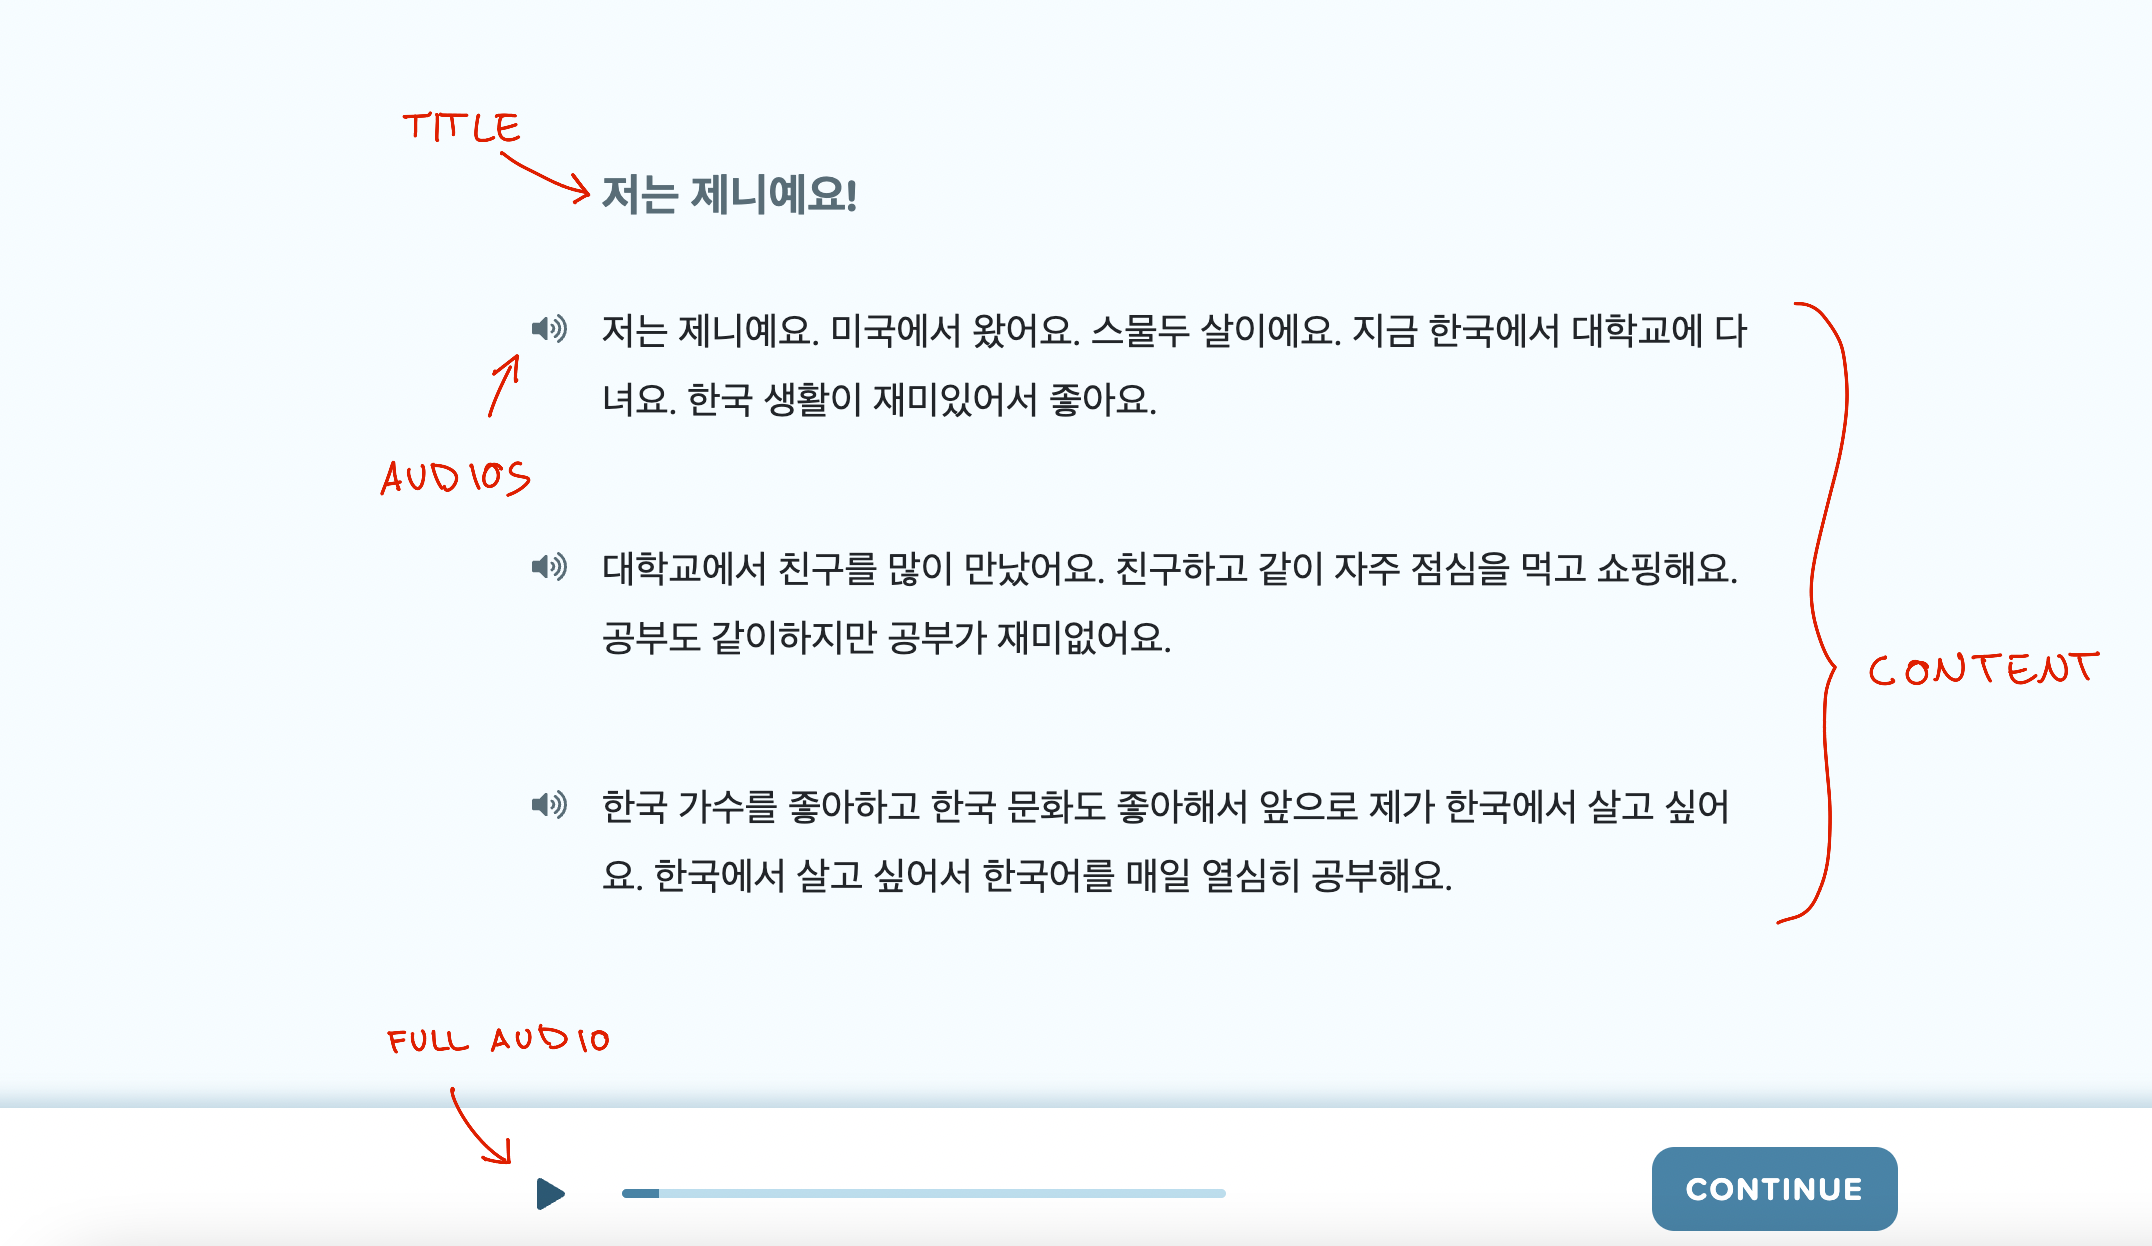 TITLE
저는 제니예요!
저는 제니예요. 미국에서 왔어요. 스물두 살이에요. 지금 한국에서 대학교에 다
녀요. 한국 생활이 재미있어서 좋아요.
AUDIOS
대학교에서 친구를 많이 만났어요. 친구하고 같이 자주 점심을 먹고 쇼핑해요.
공부도 같이하지만 공부가 재미없어요.
CONTENT
한국 가수를 좋아하고 한국 문화도 좋아해서 앞으로 제가 한국에서 살고 싶어
요. 한국에서 살고 싶어서 한국어를 매일 열심히 공부해요.
FULL AUDIO
CONTINUE